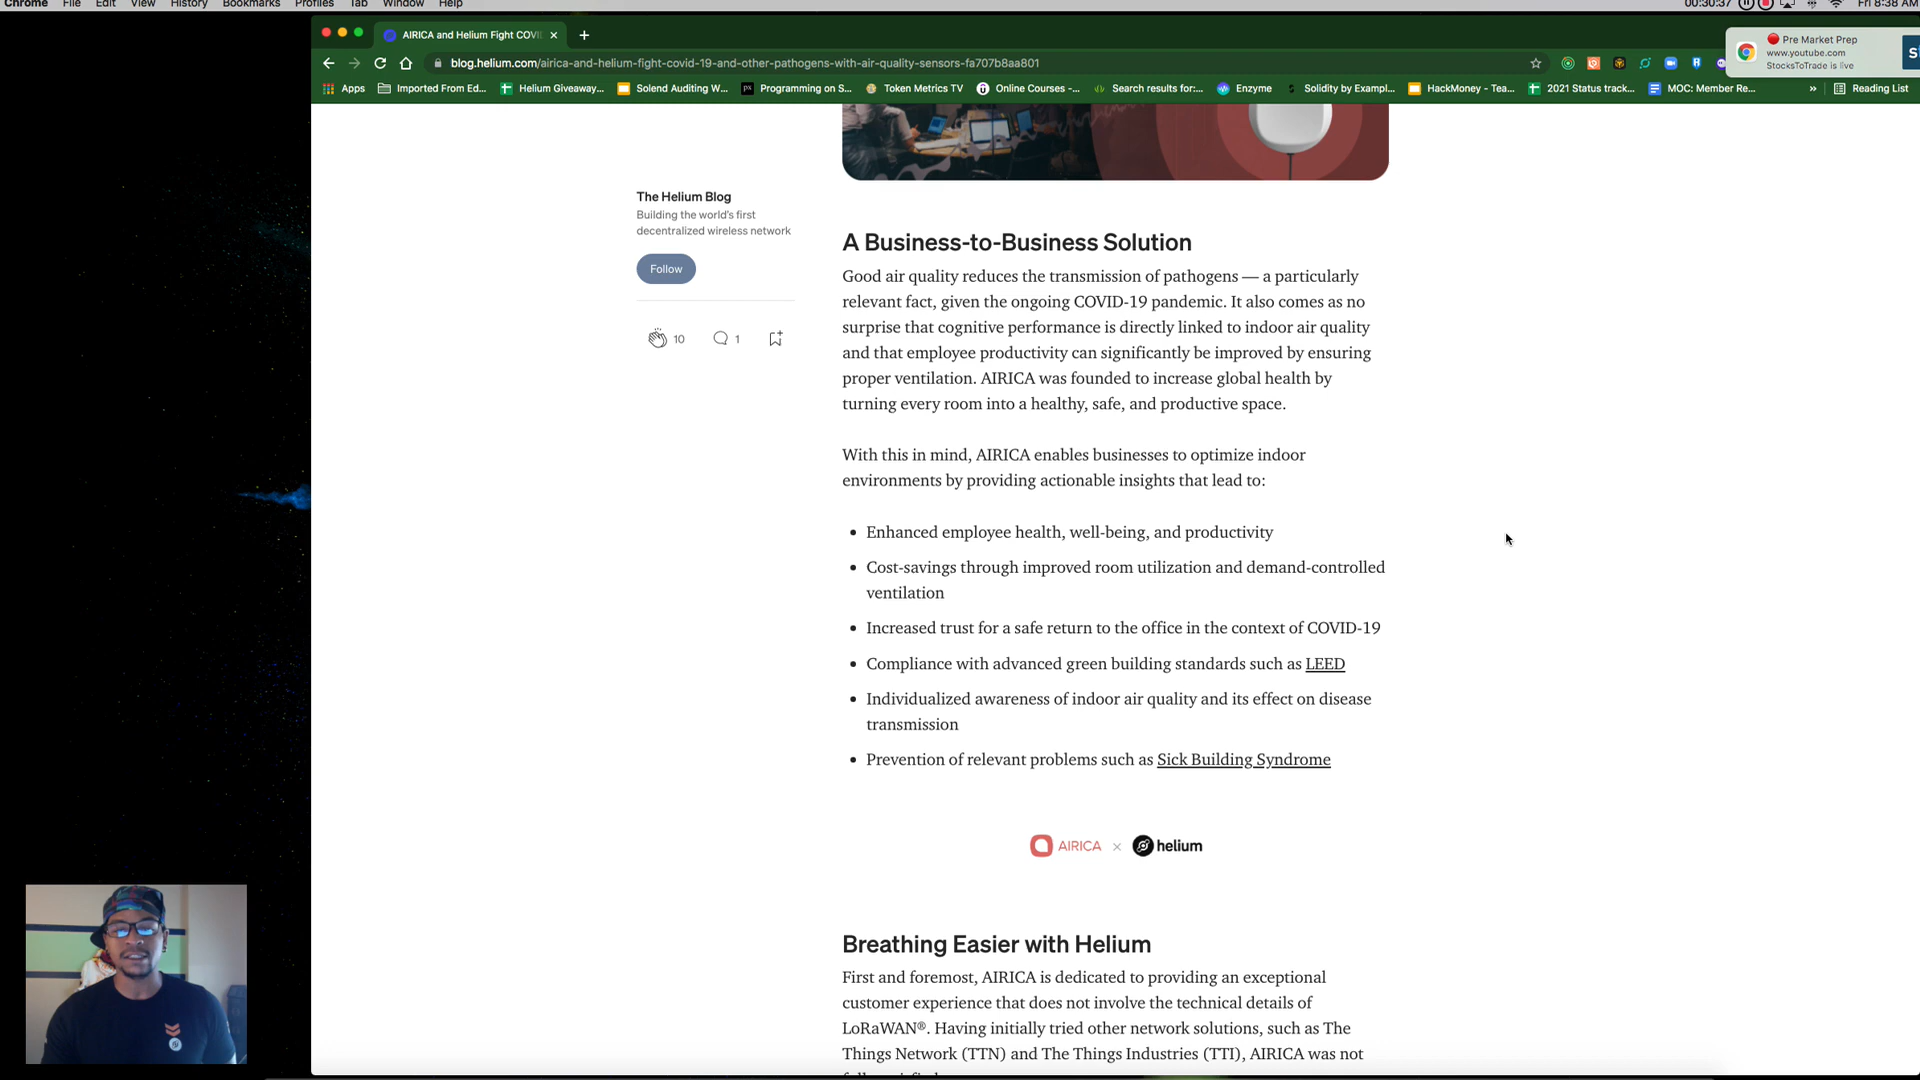 Chrome File Edit View History Bookmarks Profiles Tab Window Help
00:30:37
Fri 8:38 AM
AIRICA and Helium Fight COVI
Pre Market Prep
www.youtube.com
StocksToTrade is live
blog.helium.com/airica-and-helium-fight-covid-19-and-other-pathogens-with-air-quality-sensors-fa707b8aa801
Apps Imported From Ed... Helium Giveaway... Solend Auditing W... Programming on S... Token Metrics TV Online Courses -... Search results for:... Enzyme Solidity by Exampl... HackMoney - Tea... 2021 Status track... MOC: Member Re... » Reading List
The Helium Blog
Building the world's first
decentralized wireless network
Follow
10 1
A Business-to-Business Solution
Good air quality reduces the transmission of pathogens — a particularly
relevant fact, given the ongoing COVID-19 pandemic. It also comes as no
surprise that cognitive performance is directly linked to indoor air quality
and that employee productivity can significantly be improved by ensuring
proper ventilation. AIRICA was founded to increase global health by
turning every room into a healthy, safe, and productive space.
With this in mind, AIRICA enables businesses to optimize indoor
environments by providing actionable insights that lead to:
• Enhanced employee health, well-being, and productivity
• Cost-savings through improved room utilization and demand-controlled
ventilation
• Increased trust for a safe return to the office in the context of COVID-19
• Compliance with advanced green building standards such as LEED
• Individualized awareness of indoor air quality and its effect on disease
transmission
• Prevention of relevant problems such as Sick Building Syndrome
AIRICA × helium
Breathing Easier with Helium
First and foremost, AIRICA is dedicated to providing an exceptional
customer experience that does not involve the technical details of
LoRaWAN®. Having initially tried other network solutions, such as The
Things Network (TTN) and The Things Industries (TTI), AIRICA was not